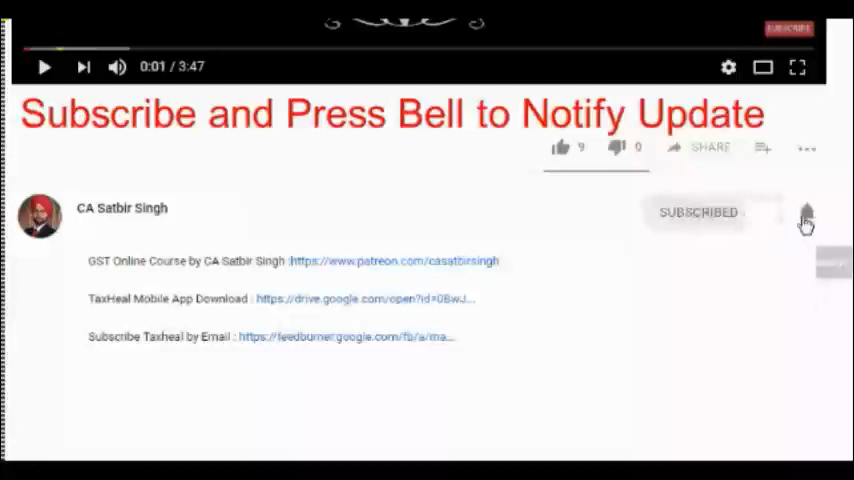 SUBSCRIBE
0:01 / 3:47
Subscribe and Press Bell to Notify Update
9 0 SHARE
CA Satbir Singh
SUBSCRIBED
GST Online Course by CA Satbir Singh :https://www.patreon.com/casatbirsingh
TaxHeal Mobile App Download : https://drive.google.com/open?id=0BwJ...
Subscribe Taxheal by Email : https://feedburner.google.com/fb/a/ma...